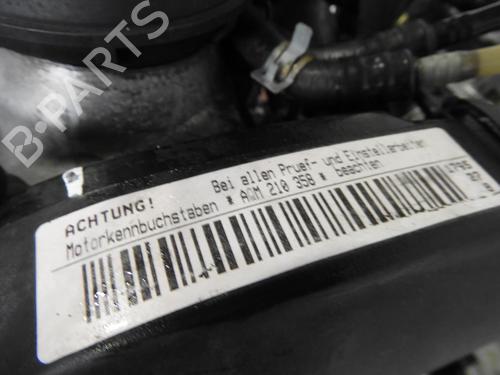 B-PARTS
ACHTUNG! Bei allen Pruef- und Einstellarbeiten
Motorkennbuchstaben * AQM 210 358 * beachten